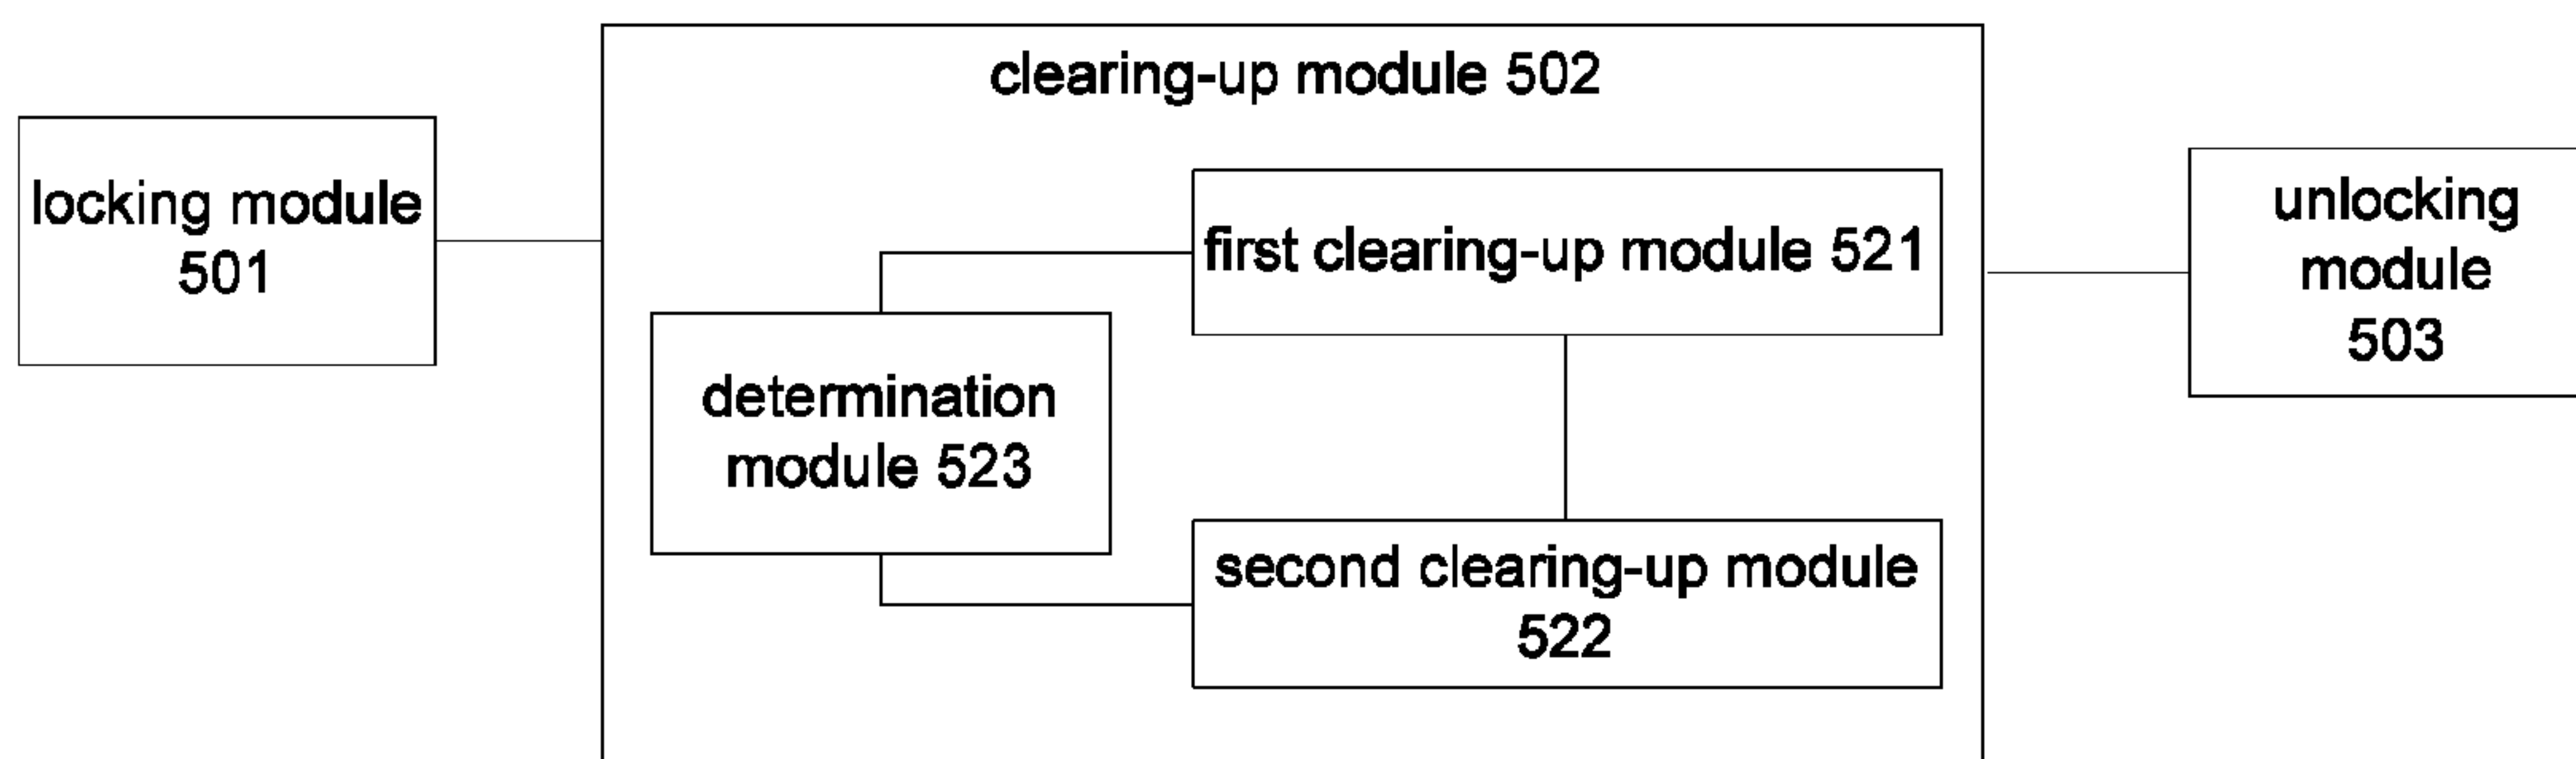 clearing-up module 502
locking module
501
first clearing-up module 521
unlocking
module
503
determination
module 523
second clearing-up module
522